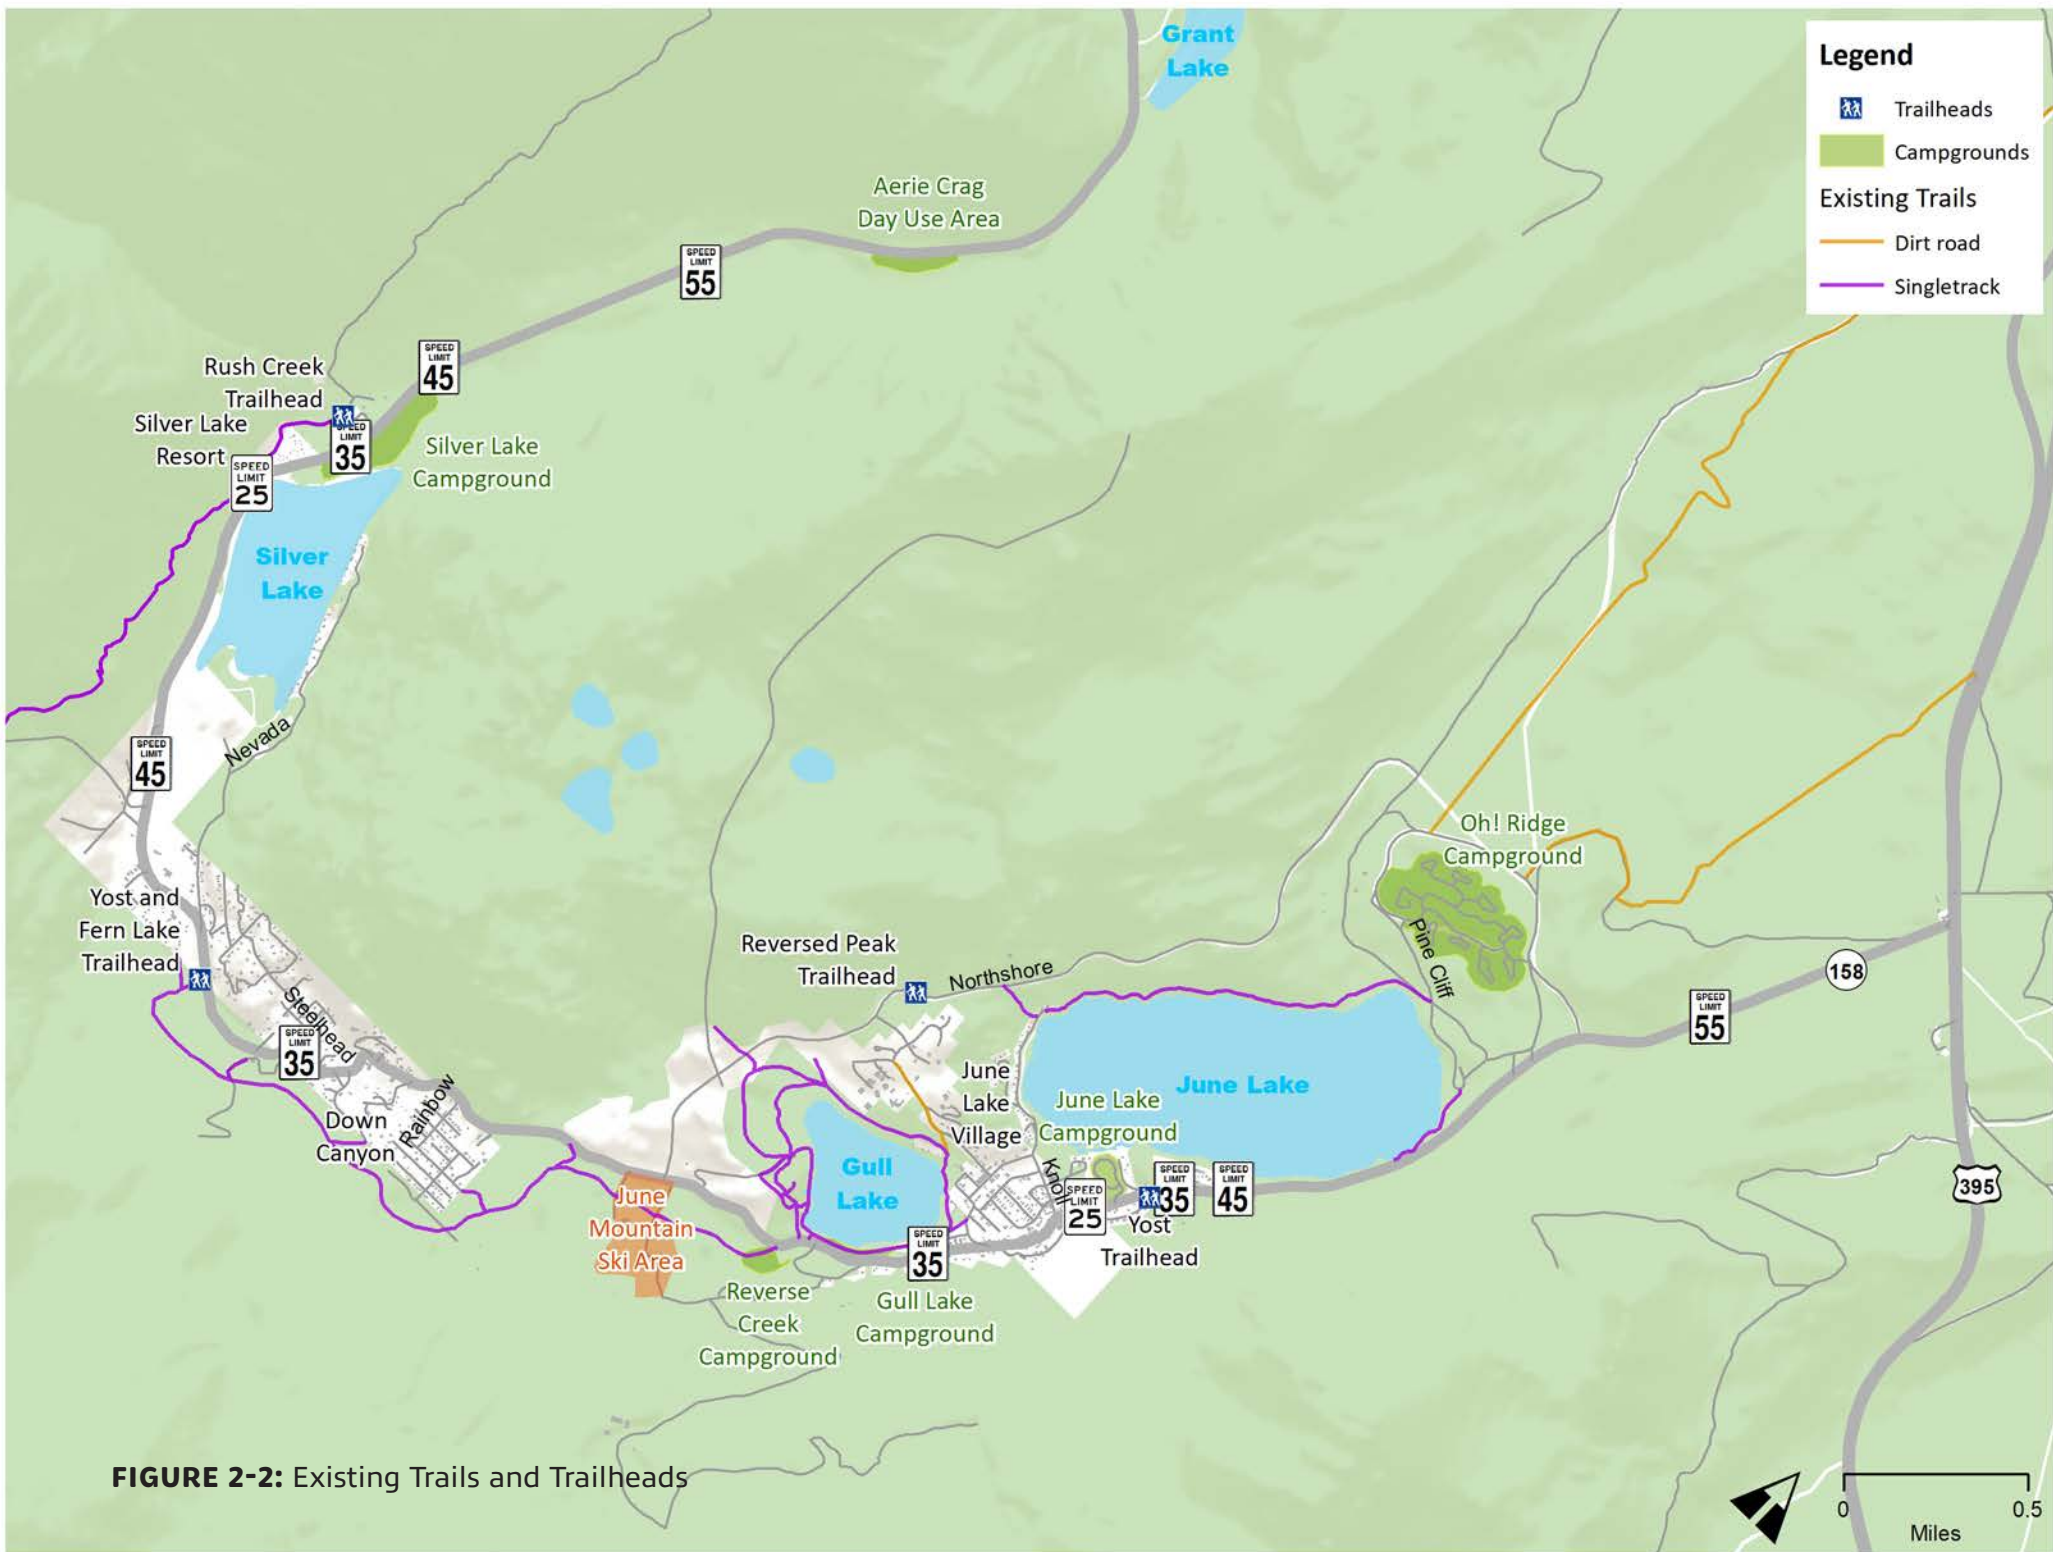 Grant
Lake
Legend
Trailheads
Campgrounds
Existing Trails
Dirt road
Singletrack
Aerie Crag
Day Use Area
SPEED
LIMIT
55
SPEED
LIMIT
45
Rush Creek
Trailhead
SPEED
LIMIT
35
Silver Lake
Resort
SPEED
LIMIT
25
Silver Lake
Campground
Silver
Lake
Nevada
SPEED
LIMIT
45
Yost and
Fern Lake
Trailhead
Steelhead
SPEED
LIMIT
35
Down
Canyon
Rainbow
Reversed Peak
Trailhead
Northshore
Oh! Ridge
Campground
Pine Cliff
158
SPEED
LIMIT
55
June
Lake
Village
June Lake
Campground
June Lake
Knoll
SPEED
LIMIT
25
SPEED
LIMIT
35
SPEED
LIMIT
45
Yost
Trailhead
Gull
Lake
SPEED
LIMIT
35
June
Mountain
Ski Area
Reverse
Creek
Campground
Gull Lake
Campground
395
FIGURE 2-2: Existing Trails and Trailheads
0 0.5
Miles